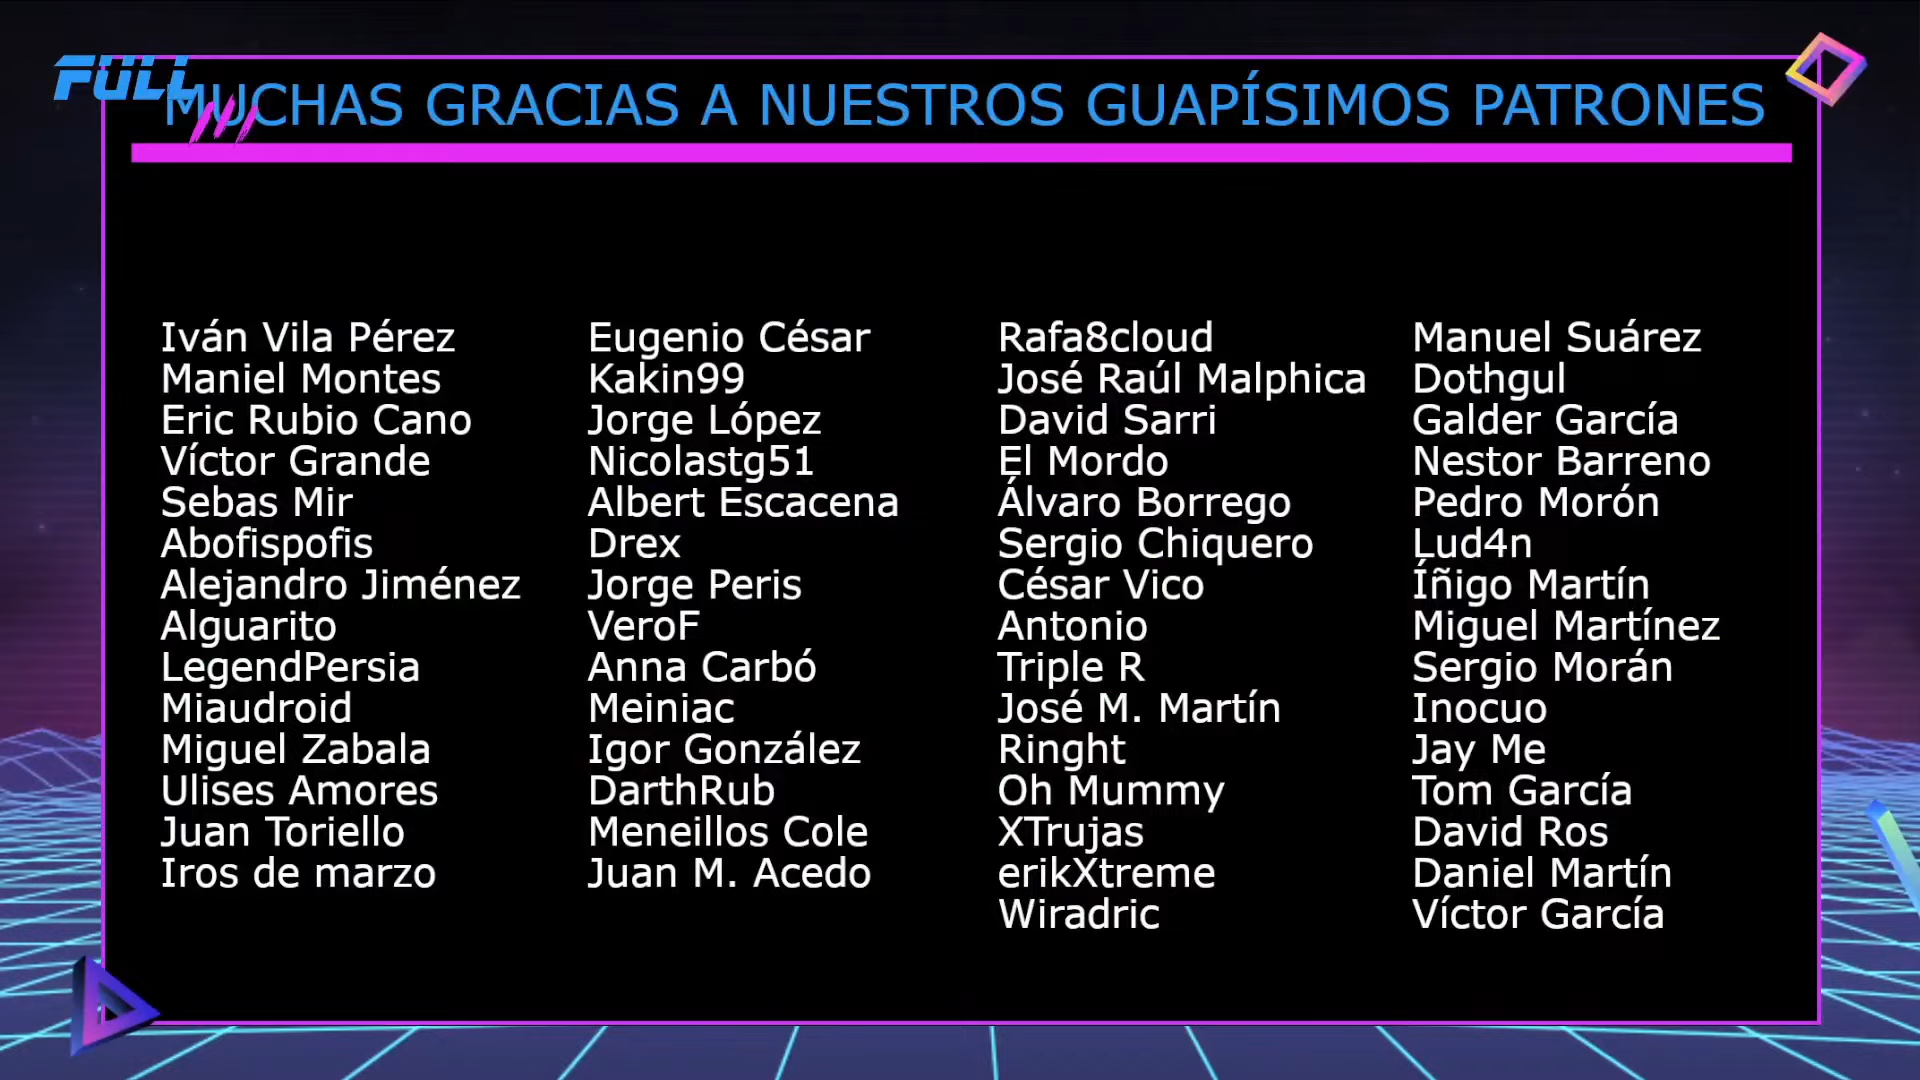 FULL
MUCHAS GRACIAS A NUESTROS GUAPÍSIMOS PATRONES
Iván Vila Pérez
Maniel Montes
Eric Rubio Cano
Víctor Grande
Sebas Mir
Abofispofis
Alejandro Jiménez
Alguarito
LegendPersia
Miaudroid
Miguel Zabala
Ulises Amores
Juan Toriello
Iros de marzo
Eugenio César
Kakin99
Jorge López
Nicolastg51
Albert Escacena
Drex
Jorge Peris
VeroF
Anna Carbó
Meiniac
Igor González
DarthRub
Meneillos Cole
Juan M. Acedo
Rafa8cloud
José Raúl Malphica
David Sarri
El Mordo
Álvaro Borrego
Sergio Chiquero
César Vico
Antonio
Triple R
José M. Martín
Ringht
Oh Mummy
XTrujas
erikXtreme
Wiradric
Manuel Suárez
Dothgul
Galder García
Nestor Barreno
Pedro Morón
Lud4n
Íñigo Martín
Miguel Martínez
Sergio Morán
Inocuo
Jay Me
Tom García
David Ros
Daniel Martín
Víctor García